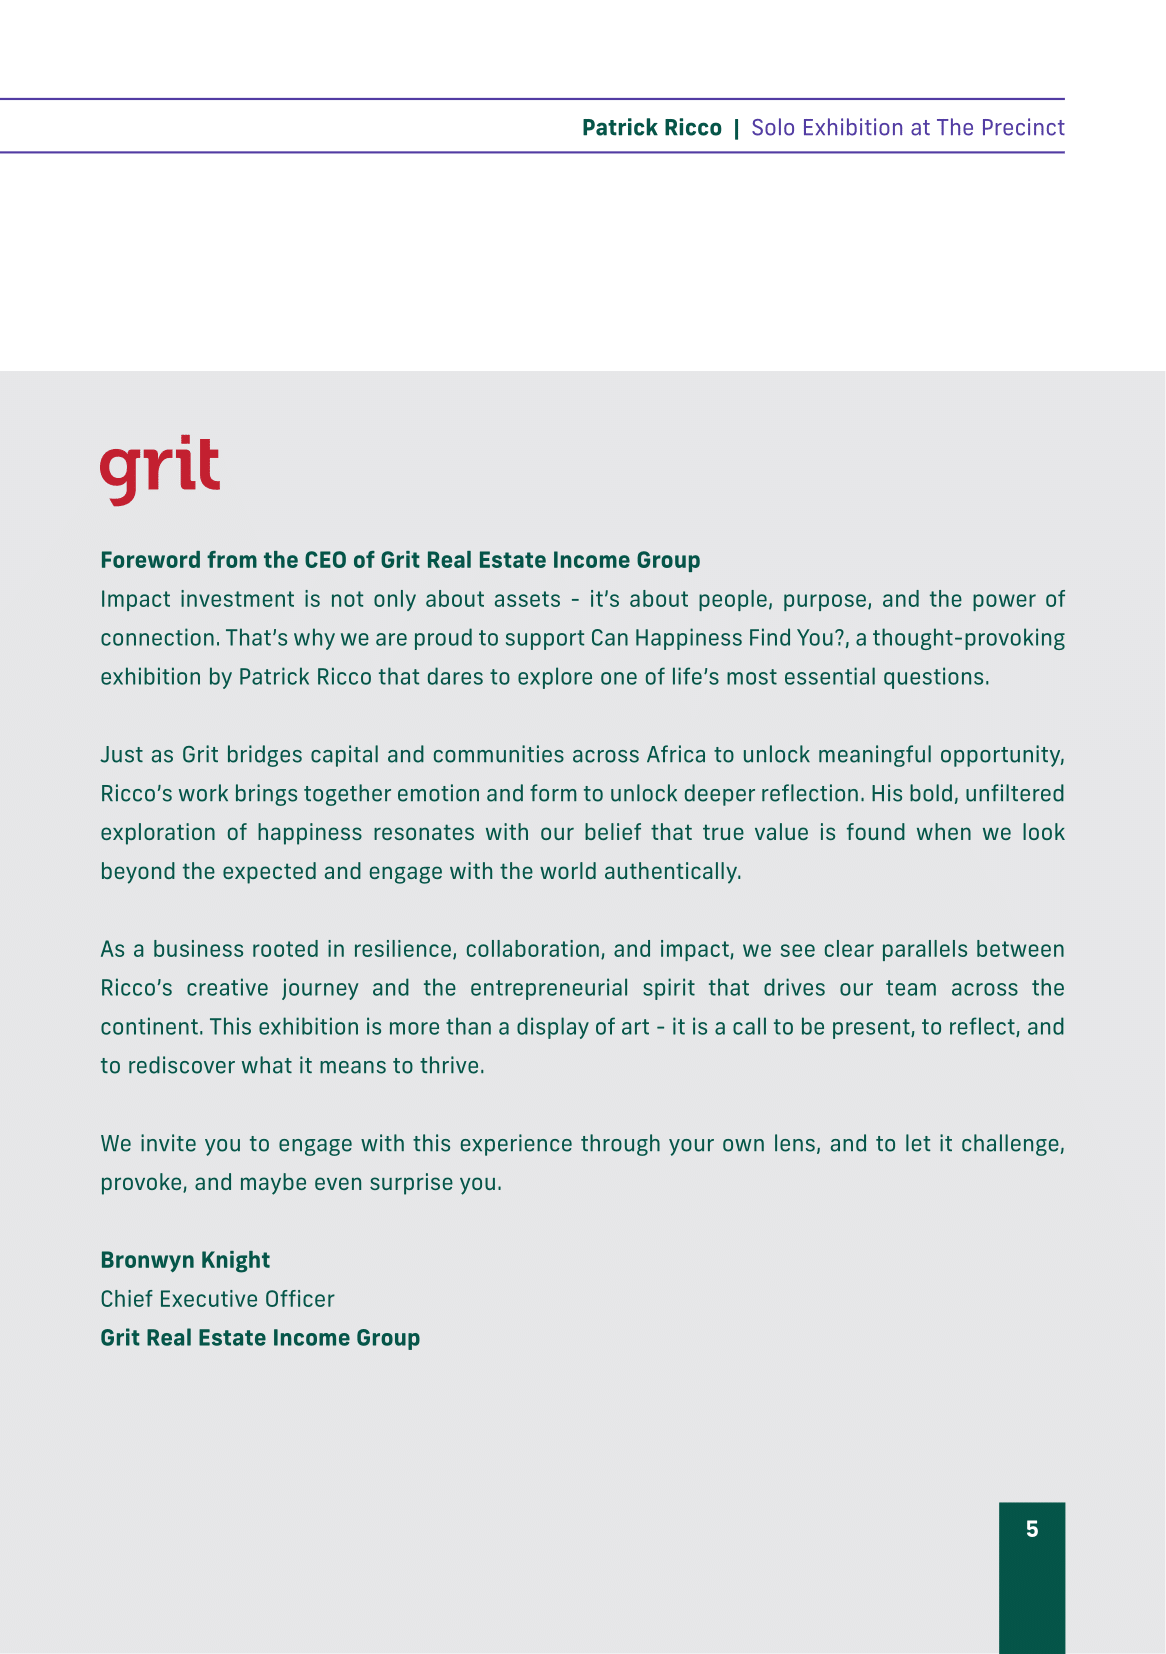 Patrick Ricco | Solo Exhibition at The Precinct
grit
Foreword from the CEO of Grit Real Estate Income Group
Impact investment is not only about assets - it’s about people, purpose, and the power of
connection. That’s why we are proud to support Can Happiness Find You?, a thought-provoking
exhibition by Patrick Ricco that dares to explore one of life’s most essential questions.
Just as Grit bridges capital and communities across Africa to unlock meaningful opportunity,
Ricco’s work brings together emotion and form to unlock deeper reflection. His bold, unfiltered
exploration of happiness resonates with our belief that true value is found when we look
beyond the expected and engage with the world authentically.
As a business rooted in resilience, collaboration, and impact, we see clear parallels between
Ricco’s creative journey and the entrepreneurial spirit that drives our team across the
continent. This exhibition is more than a display of art - it is a call to be present, to reflect, and
to rediscover what it means to thrive.
We invite you to engage with this experience through your own lens, and to let it challenge,
provoke, and maybe even surprise you.
Bronwyn Knight
Chief Executive Officer
Grit Real Estate Income Group
5